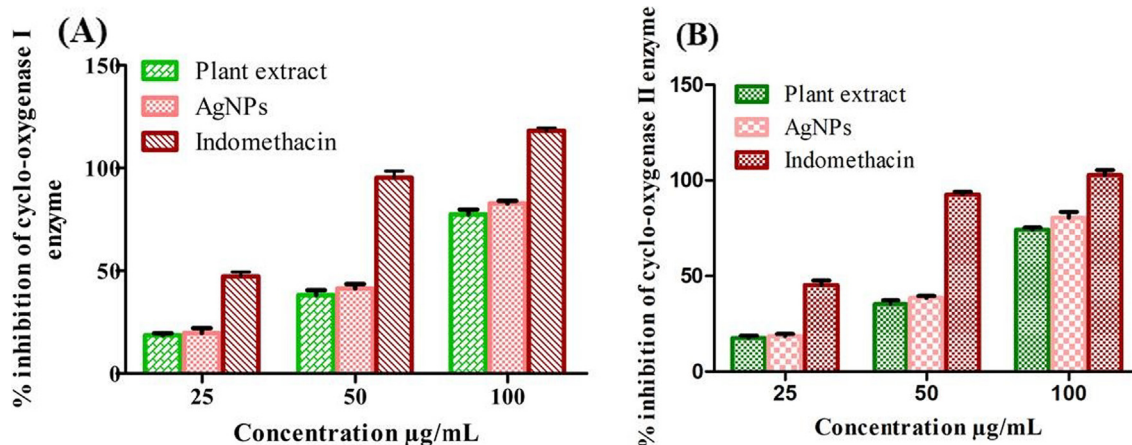 (A)
% inhibition of cyclo-oxygenase I
enzyme
150
100
50
0
Plant extract
AgNPs
Indomethacin
25
50
100
Concentration µg/mL
(B)
% inhibition of cyclo-oxygenase II enzyme
150
100
50
0
Plant extract
AgNPs
Indomethacin
25
50
100
Concentration µg/mL